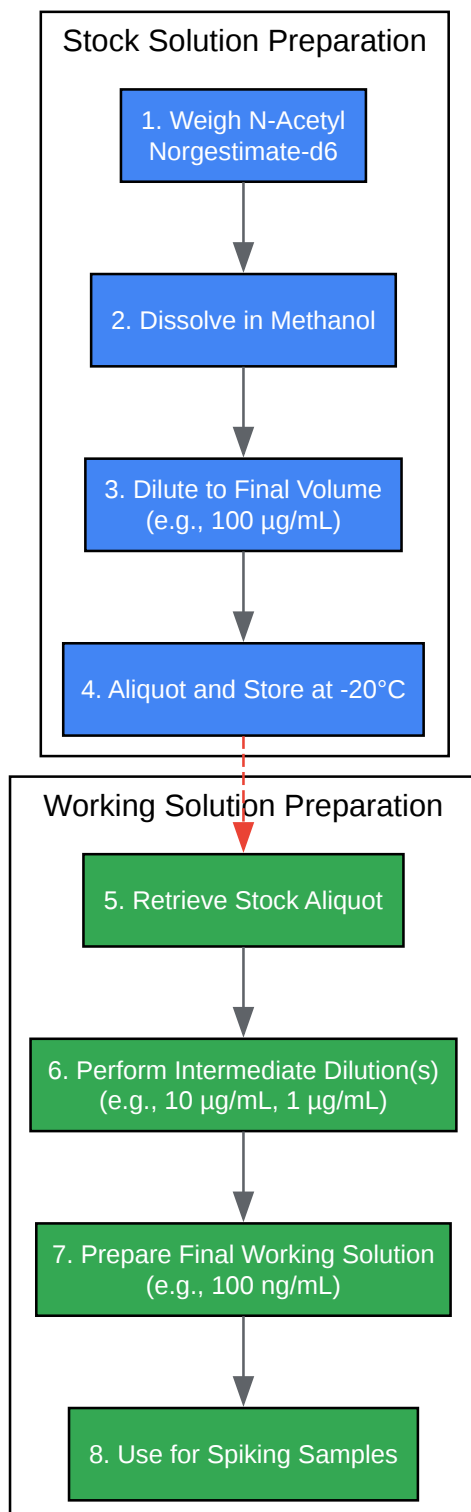 Stock Solution Preparation
1. Weigh N-Acetyl
Norgestimate-d6
2. Dissolve in Methanol
3. Dilute to Final Volume
(e.g., 100 µg/mL)
4. Aliquot and Store at -20°C
Working Solution Preparation
5. Retrieve Stock Aliquot
6. Perform Intermediate Dilution(s)
(e.g., 10 µg/mL, 1 µg/mL)
7. Prepare Final Working Solution
(e.g., 100 ng/mL)
8. Use for Spiking Samples